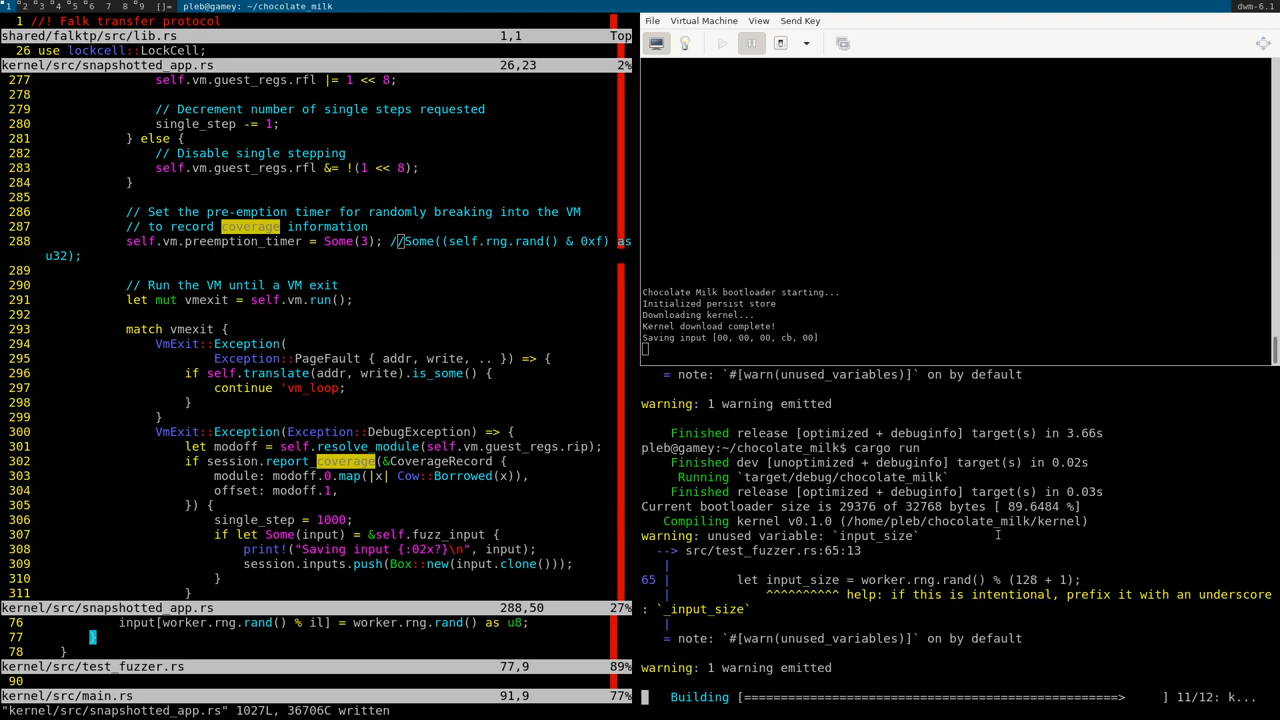 1 2 3 4 5 6 7 8 9 []= pleb@gamey: ~/chocolate_milk dwm-6.1
1 //! Falk transfer protocol
shared/falktp/src/lib.rs 1,1 Top
26 use lockcell::LockCell;
kernel/src/snapshotted_app.rs 26,23 2%
277 self.vm.guest_regs.rfl |= 1 << 8;
278
279 // Decrement number of single steps requested
280 single_step -= 1;
281 } else {
282 // Disable single stepping
283 self.vm.guest_regs.rfl &= !(1 << 8);
284 }
285
286 // Set the pre-emption timer for randomly breaking into the VM
287 // to record coverage information
288 self.vm.preemption_timer = Some(3); //Some((self.rng.rand() & 0xf) as
u32);
289
290 // Run the VM until a VM exit
291 let mut vmexit = self.vm.run();
292
293 match vmexit {
294 VmExit::Exception(
295 Exception::PageFault { addr, write, .. }) => {
296 if self.translate(addr, write).is_some() {
297 continue 'vm_loop;
298 }
299 }
300 VmExit::Exception(Exception::DebugException) => {
301 let modoff = self.resolve_module(self.vm.guest_regs.rip);
302 if session.report_coverage(&CoverageRecord {
303 module: modoff.0.map(|x| Cow::Borrowed(x)),
304 offset: modoff.1,
305 }) {
306 single_step = 1000;
307 if let Some(input) = &self.fuzz_input {
308 print!("Saving input {:02x?}\n", input);
309 session.inputs.push(Box::new(input.clone()));
310 }
311 }
kernel/src/snapshotted_app.rs 288,50 27%
76 input[worker.rng.rand() % il] = worker.rng.rand() as u8;
77 }
78 }
kernel/src/test_fuzzer.rs 77,9 89%
90
kernel/src/main.rs 91,9 77%
"kernel/src/snapshotted_app.rs" 1027L, 36706C written
File Virtual Machine View Send Key
Chocolate Milk bootloader starting...
Initialized persist store
Downloading kernel...
Kernel download complete!
Saving input [00, 00, 00, cb, 00]
= note: `#[warn(unused_variables)]` on by default
warning: 1 warning emitted
Finished release [optimized + debuginfo] target(s) in 3.66s
pleb@gamey:~/chocolate_milk$ cargo run
Finished dev [unoptimized + debuginfo] target(s) in 0.02s
Running `target/debug/chocolate_milk`
Finished release [optimized + debuginfo] target(s) in 0.03s
Current bootloader size is 29376 of 32768 bytes [ 89.6484 %]
Compiling kernel v0.1.0 (/home/pleb/chocolate_milk/kernel)
warning: unused variable: `input_size`
--> src/test_fuzzer.rs:65:13
|
65 | let input_size = worker.rng.rand() % (128 + 1);
| ^^^^^^^^^^ help: if this is intentional, prefix it with an underscore
: `_input_size`
|
= note: `#[warn(unused_variables)]` on by default
warning: 1 warning emitted
Building [===================================================> ] 11/12: k...